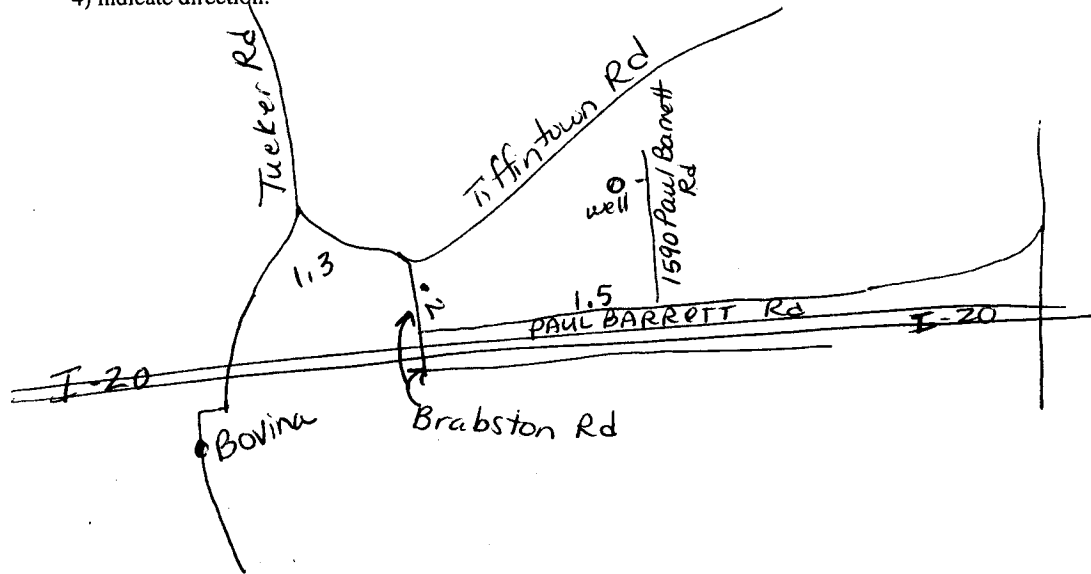 4) Indicate direction.
Tucker Rd
Tiffintown Rd
well
1590 Paul Barrett
Rd
1.3
.2
1.5
PAUL BARRETT Rd
I-20
I-20
Bovina
Brabston Rd